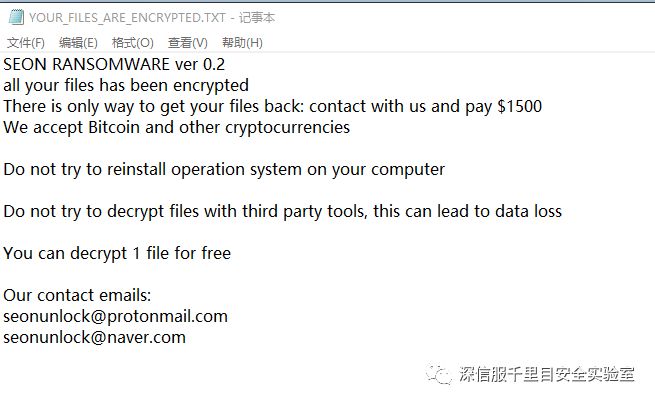 YOUR_FILES_ARE_ENCRYPTED.TXT - 记事本
文件(F) 编辑(E) 格式(O) 查看(V) 帮助(H)
SEON RANSOMWARE ver 0.2
all your files has been encrypted
There is only way to get your files back: contact with us and pay $1500
We accept Bitcoin and other cryptocurrencies
Do not try to reinstall operation system on your computer
Do not try to decrypt files with third party tools, this can lead to data loss
You can decrypt 1 file for free
Our contact emails:
seonunlock@protonmail.com
seonunlock@naver.com
深信服千里目安全实验室